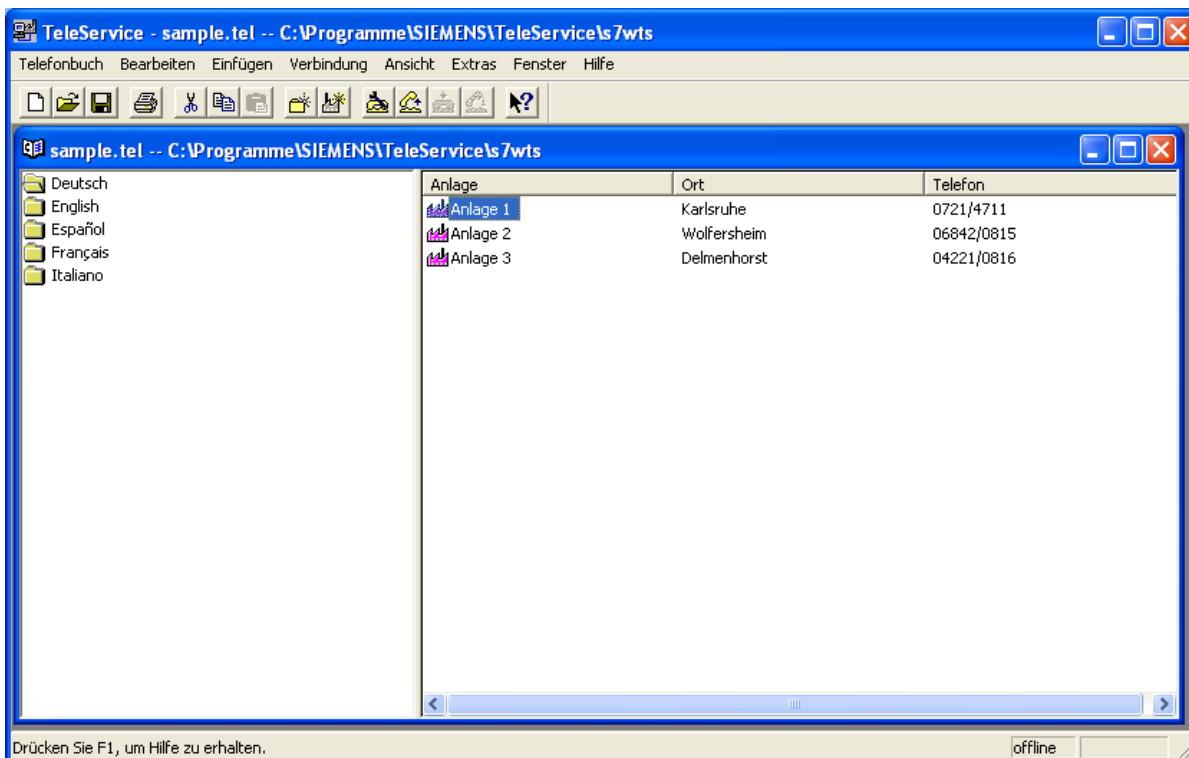 TeleService - sample.tel -- C:\Programme\SIEMENS\TeleService\s7wts
Telefonbuch Bearbeiten Einfügen Verbindung Ansicht Extras Fenster Hilfe
sample.tel -- C:\Programme\SIEMENS\TeleService\s7wts
Deutsch
English
Español
Français
Italiano
Anlage Ort Telefon
Anlage 1 Karlsruhe 0721/4711
Anlage 2 Wolfersheim 06842/0815
Anlage 3 Delmenhorst 04221/0816
Drücken Sie F1, um Hilfe zu erhalten. offline